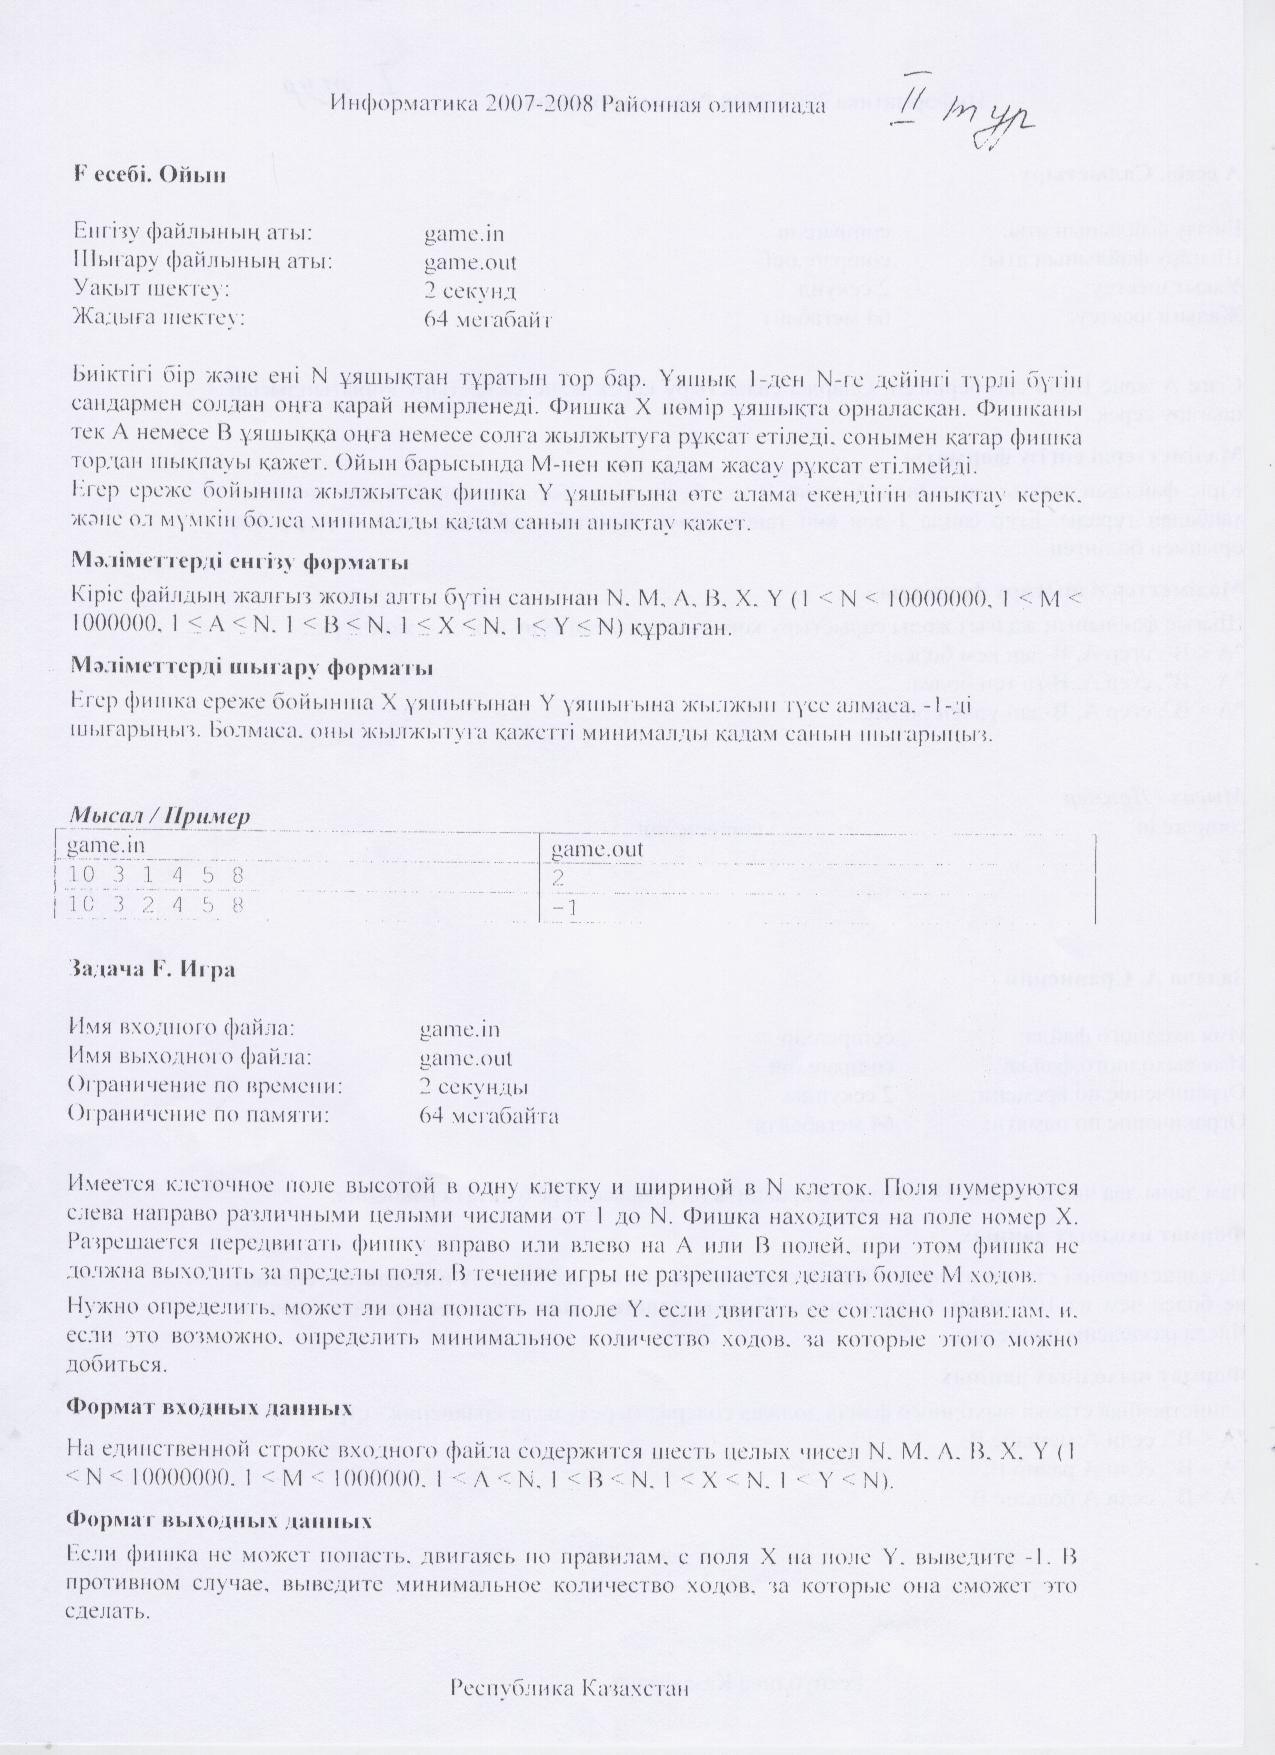 Информатика 2007-2008 Районная олимпиада
II тур
F есебі. Ойын
Енгізу файлының аты: game.in
Шығару файлының аты: game.out
Уақыт шектеу: 2 секунд
Жадыға шектеу: 64 мегабайт
Биіктігі бір және ені N ұяшықтан тұратын тор бар. Ұяшық 1-ден N-ге дейінгі түрлі бүтін
сандармен солдан оңға қарай нөмірленеді. Фишка X нөмір ұяшықта орналасқан. Фишканы
тек A немесе B ұяшыққа оңға немесе солға жылжытуға рұқсат етіледі, сонымен қатар фишка
тордан шықпауы қажет. Ойын барысында M-нен көп қадам жасау рұқсат етілмейді.
Егер ереже бойынша жылжытсақ фишка Y ұяшығына өте алама екендігін анықтау керек,
және ол мүмкін болса минималды қадам санын анықтау қажет.
Мәліметтерді енгізу форматы
Кіріс файлдың жалғыз жолы алты бүтін санынан N, M, A, B, X, Y (1 < N < 10000000, 1 < M <
1000000, 1 ≤ A < N, 1 < B < N, 1 ≤ X < N, 1 ≤ Y ≤ N) құралған.
Мәліметтерді шығару форматы
Егер фишка ереже бойынша X ұяшығынан Y ұяшығына жылжып түсе алмаса, -1-ді
шығарыңыз. Болмаса, оны жылжытуға қажетті минималды қадам санын шығарыңыз.
Мысал / Пример
game.in game.out
10 3 1 4 5 8 2
10 3 2 4 5 8 -1
Задача F. Игра
Имя входного файла: game.in
Имя выходного файла: game.out
Ограничение по времени: 2 секунды
Ограничение по памяти: 64 мегабайта
Имеется клеточное поле высотой в одну клетку и шириной в N клеток. Поля нумеруются
слева направо различными целыми числами от 1 до N. Фишка находится на поле номер X.
Разрешается передвигать фишку вправо или влево на A или B полей, при этом фишка не
должна выходить за пределы поля. В течение игры не разрешается делать более M ходов.
Нужно определить, может ли она попасть на поле Y, если двигать ее согласно правилам, и,
если это возможно, определить минимальное количество ходов, за которые этого можно
добиться.
Формат входных данных
На единственной строке входного файла содержится шесть целых чисел N, M, A, B, X, Y (1
< N < 10000000, 1 < M < 1000000, 1 < A < N, 1 < B < N, 1 < X < N, 1 < Y < N).
Формат выходных данных
Если фишка не может попасть, двигаясь по правилам, с поля X на поле Y, выведите -1. В
противном случае, выведите минимальное количество ходов, за которые она сможет это
сделать.
Республика Казахстан